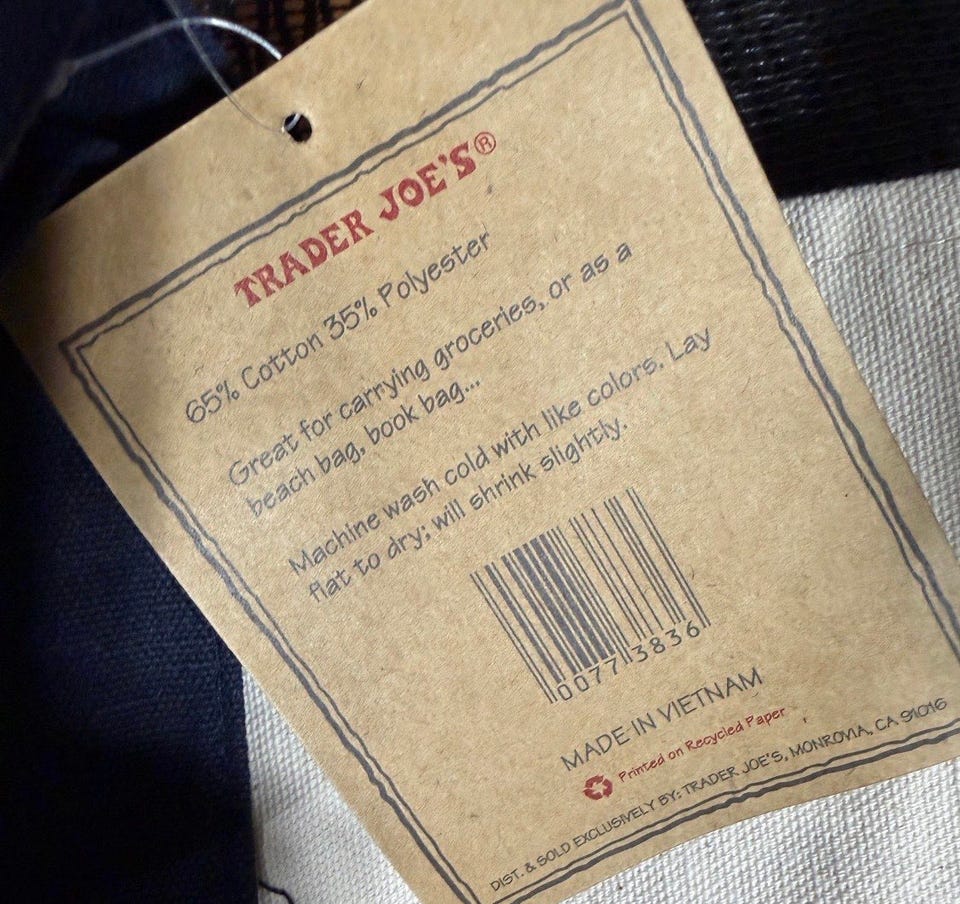 TRADER JOE'S®
65% Cotton 35% Polyester
Great for carrying groceries, or as a
beach bag, book bag...
Machine wash cold with like colors. Lay
flat to dry; will shrink slightly.
0077 3836
MADE IN VIETNAM
Printed on Recycled Paper
DIST. & SOLD EXCLUSIVELY BY: TRADER JOE'S, MONROVIA, CA 91016